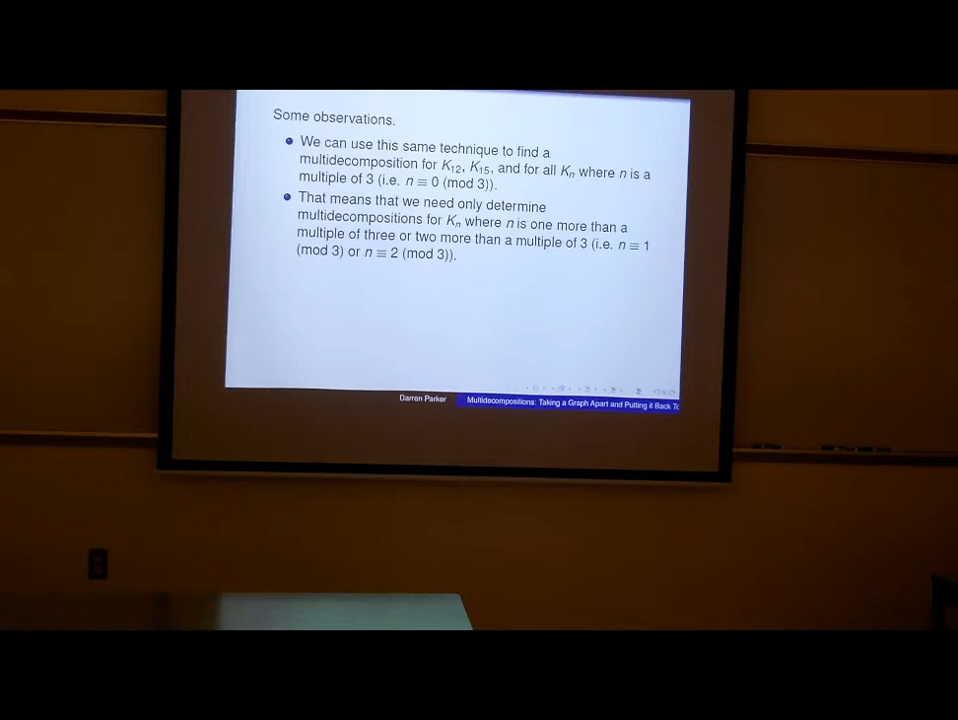 Some observations.
We can use this same technique to find a
multidecomposition for K12, K15, and for all Kn where n is a
multiple of 3 (i.e. n ≡ 0 (mod 3)).
That means that we need only determine
multidecompositions for Kn where n is one more than a
multiple of three or two more than a multiple of 3 (i.e. n ≡ 1
(mod 3) or n ≡ 2 (mod 3)).
Darren Parker Multidecompositions: Taking a Graph Apart and Putting it Back To